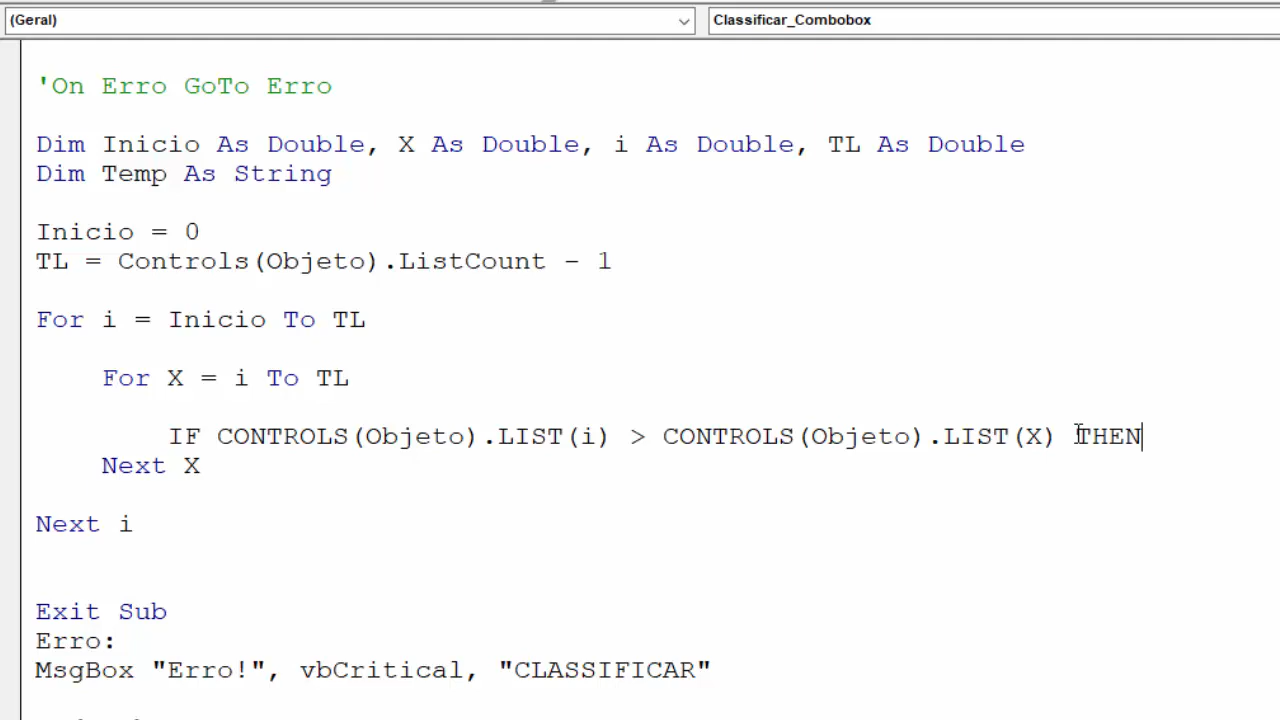 (Geral)
Classificar_Combobox
'On Erro GoTo Erro
Dim Inicio As Double, X As Double, i As Double, TL As Double
Dim Temp As String
Inicio = 0
TL = Controls(Objeto).ListCount - 1
For i = Inicio To TL
For X = i To TL
IF CONTROLS(Objeto).LIST(i) > CONTROLS(Objeto).LIST(X) THEN
Next X
Next i
Exit Sub
Erro:
MsgBox "Erro!", vbCritical, "CLASSIFICAR"